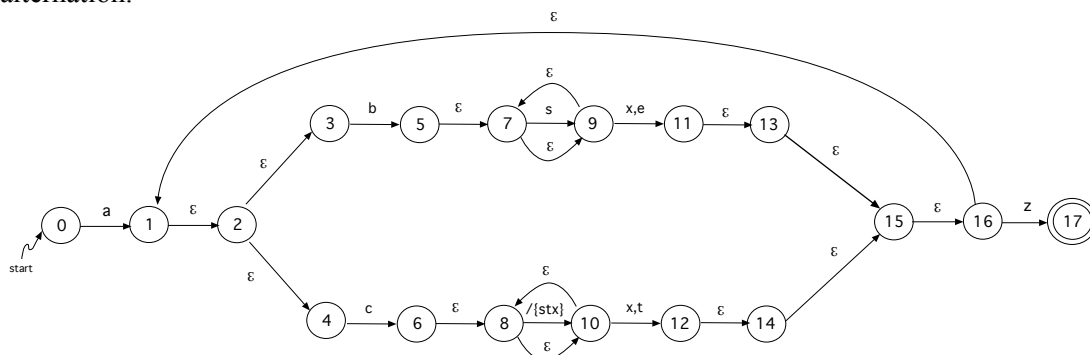 alternation.
ε
ε
b
ε
s
x,e
ε
3
5
7
9
11
13
ε
ε
ε
a
ε
ε
z
0
1
2
15
16
17
start
ε
ε
ε
c
ε
/{stx}
x,t
ε
4
6
8
10
12
14
ε